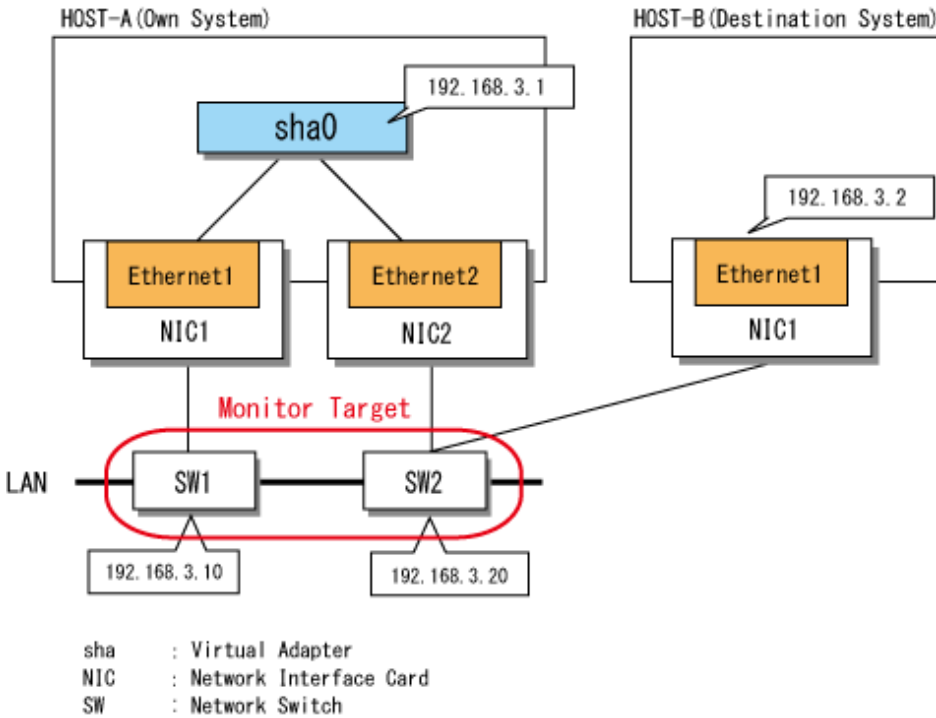 HOST-A(Own System)
HOST-B(Destination System)
192.168.3.1
sha0
192.168.3.2
Ethernet1
Ethernet2
Ethernet1
NIC1
NIC2
NIC1
Monitor Target
LAN
SW1
SW2
192.168.3.10
192.168.3.20
sha : Virtual Adapter
NIC : Network Interface Card
SW : Network Switch